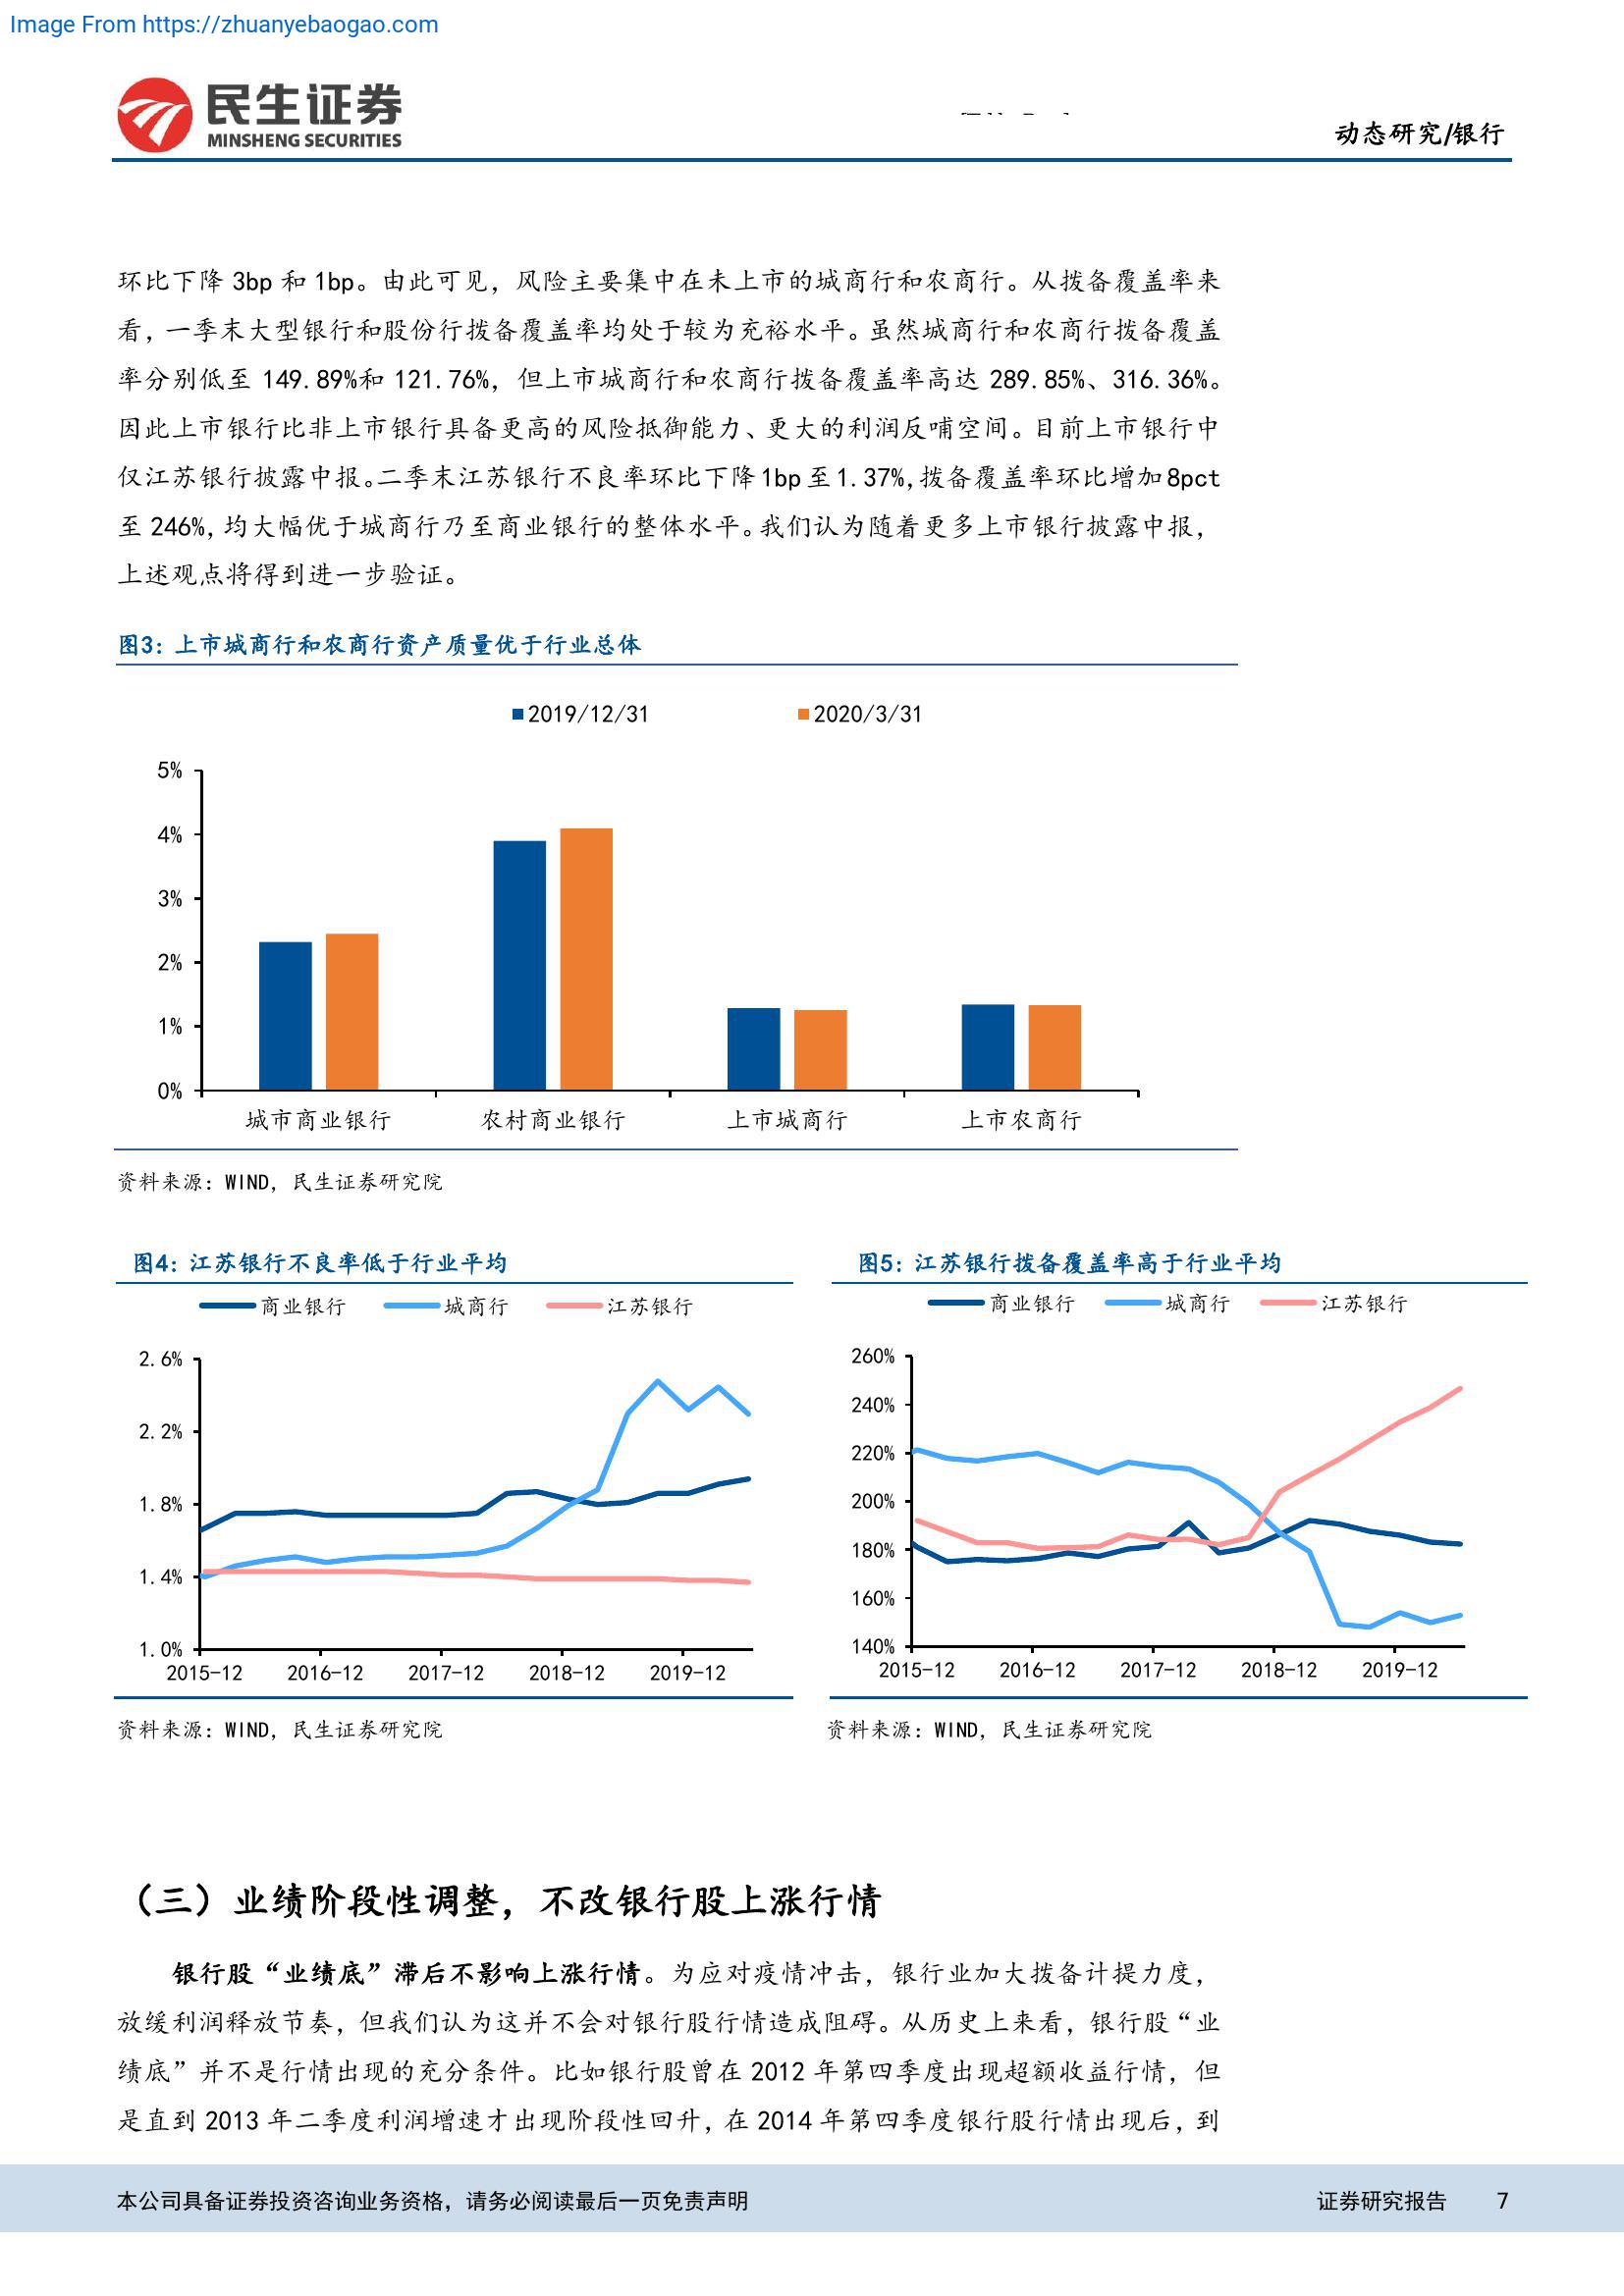 Image From https://zhuanyebaogao.com
民生证券
MINSHENG SECURITIES
动态研究/银行
环比下降 3bp 和 1bp。由此可见，风险主要集中在未上市的城商行和农商行。从拨备覆盖率来
看，一季末大型银行和股份行拨备覆盖率均处于较为充裕水平。虽然城商行和农商行拨备覆盖
率分别低至 149.89%和 121.76%，但上市城商行和农商行拨备覆盖率高达 289.85%、316.36%。
因此上市银行比非上市银行具备更高的风险抵御能力、更大的利润反哺空间。目前上市银行中
仅江苏银行披露中报。二季末江苏银行不良率环比下降 1bp 至 1.37%，拨备覆盖率环比增加 8pct
至 246%，均大幅优于城商行乃至商业银行的整体水平。我们认为随着更多上市银行披露中报，
上述观点将得到进一步验证。
图3: 上市城商行和农商行资产质量优于行业总体
2019/12/31 2020/3/31
5%
4%
3%
2%
1%
0%
城市商业银行 农村商业银行 上市城商行 上市农商行
资料来源：WIND，民生证券研究院
图4: 江苏银行不良率低于行业平均
商业银行 城商行 江苏银行
2.6%
2.2%
1.8%
1.4%
1.0%
2015-12 2016-12 2017-12 2018-12 2019-12
资料来源：WIND，民生证券研究院
图5: 江苏银行拨备覆盖率高于行业平均
商业银行 城商行 江苏银行
260%
240%
220%
200%
180%
160%
140%
2015-12 2016-12 2017-12 2018-12 2019-12
资料来源：WIND，民生证券研究院
（三）业绩阶段性调整，不改银行股上涨行情
银行股“业绩底”滞后不影响上涨行情。为应对疫情冲击，银行业加大拨备计提力度，
放缓利润释放节奏，但我们认为这并不会对银行股行情造成阻碍。从历史上来看，银行股“业
绩底”并不是行情出现的充分条件。比如银行股曾在 2012 年第四季度出现超额收益行情，但
是直到 2013 年二季度利润增速才出现阶段性回升，在 2014 年第四季度银行股行情出现后，到
本公司具备证券投资咨询业务资格，请务必阅读最后一页免责声明 证券研究报告 7